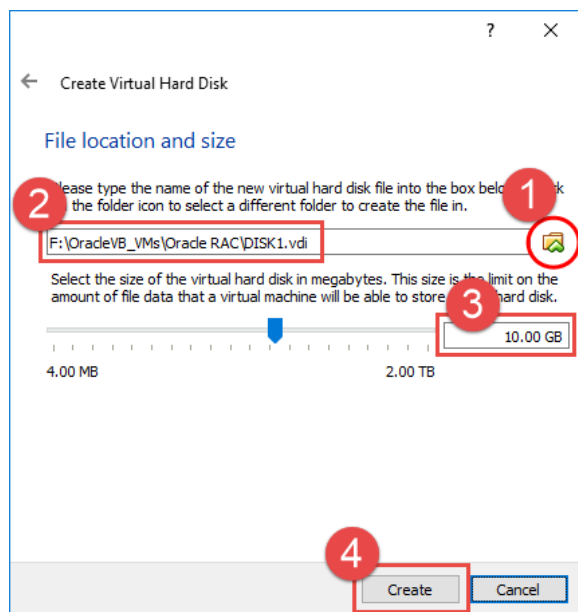 ?
Create Virtual Hard Disk
File location and size
lease type the name of the new virtual hard disk file into the box belo
the folder icon to select a different folder to create the file in.
1
2
F:\OracleVB_VMs\Oracle RAC\DISK1.vdi
Select the size of the virtual hard disk in megabytes. This size is the limit on the
amount of file data that a virtual machine will be able to store hard disk.
3
10.00 GB
4.00 MB
2.00 TB
4
Create
Cancel